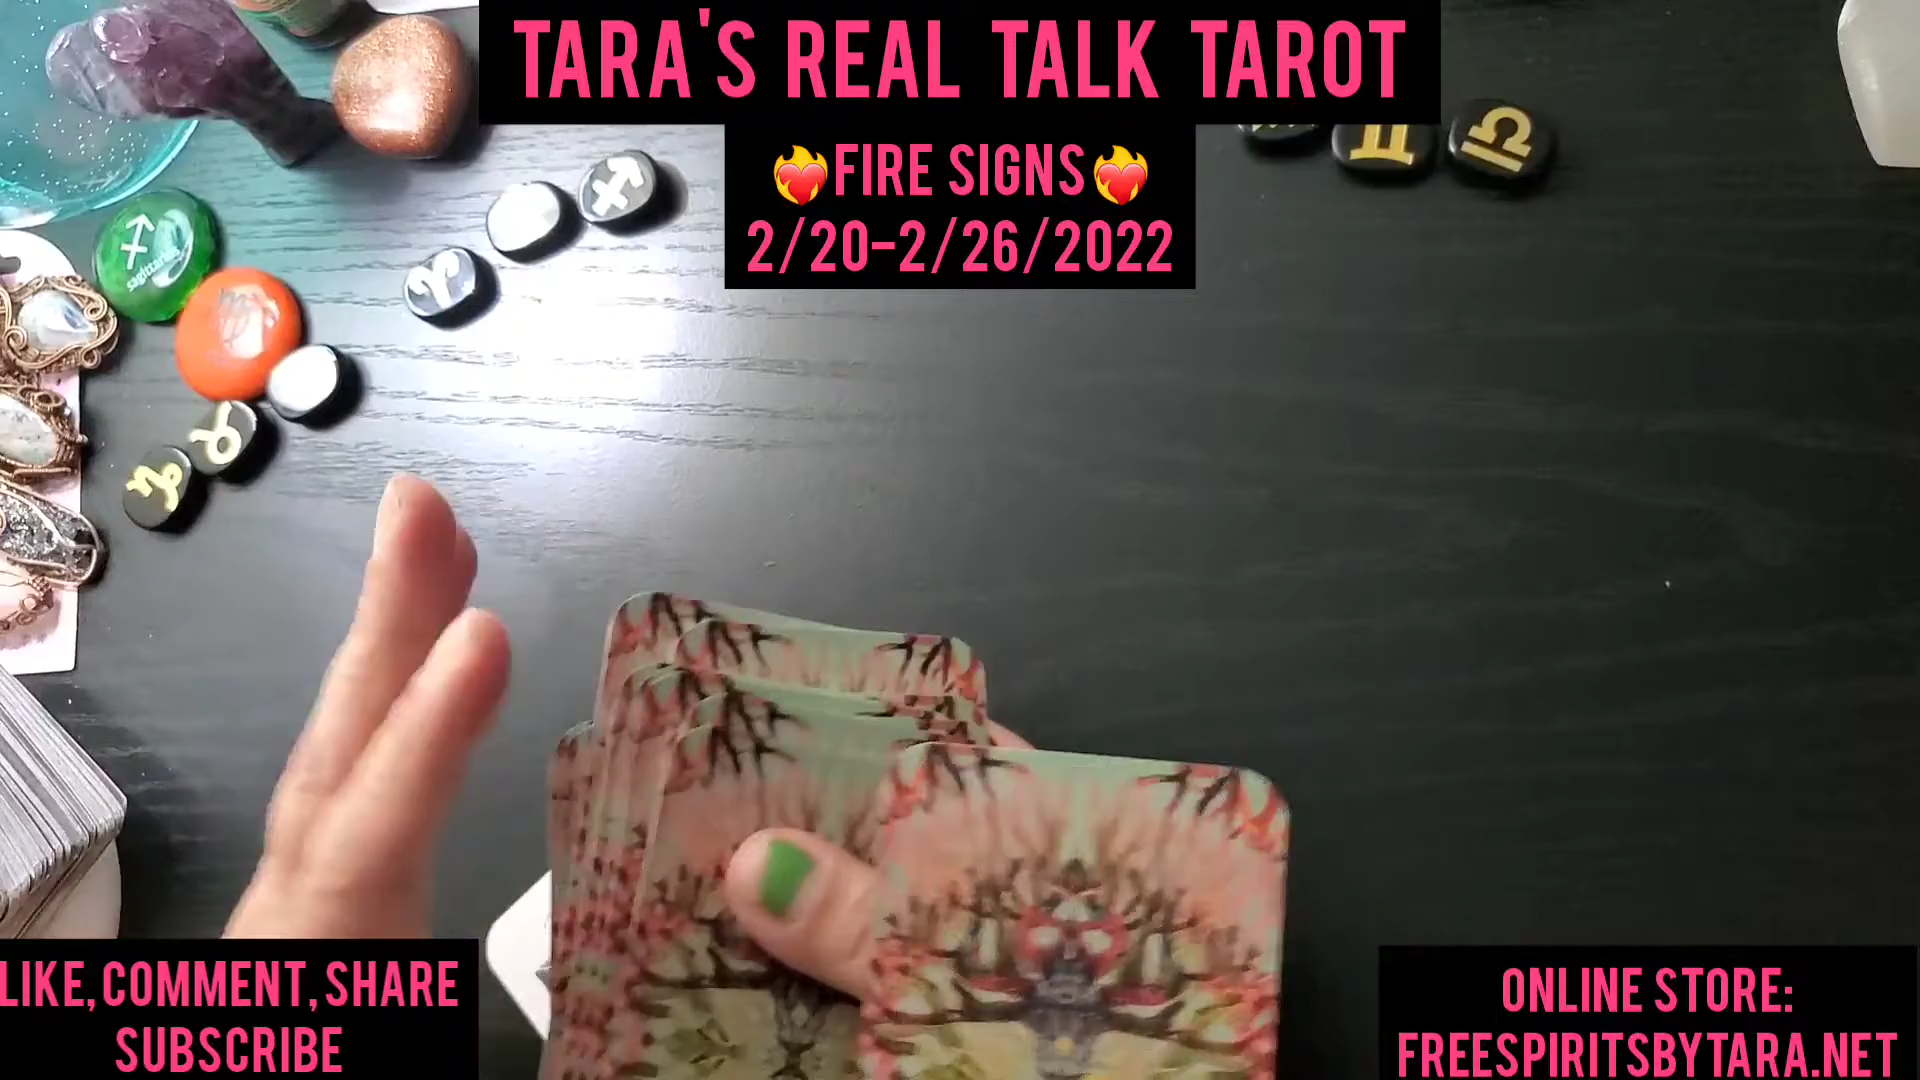 TARA'S REAL TALK TAROT
❤️‍🔥FIRE SIGNS❤️‍🔥
2/20-2/26/2022
sagittarius
LIKE, COMMENT, SHARE
SUBSCRIBE
ONLINE STORE:
FREESPIRITSBYTARA.NET